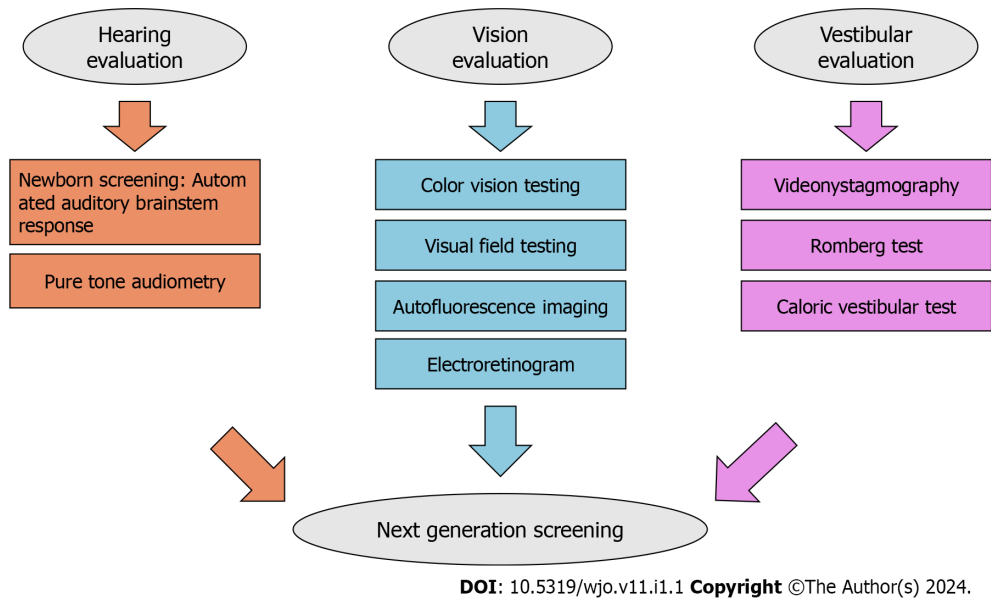 Hearing
evaluation
Newborn screening: Autom
ated auditory brainstem
response
Pure tone audiometry
Vision
evaluation
Color vision testing
Visual field testing
Autofluorescence imaging
Electroretinogram
Vestibular
evaluation
Videonystagmography
Romberg test
Caloric vestibular test
Next generation screening
DOI: 10.5319/wjo.v11.i1.1 Copyright ©The Author(s) 2024.